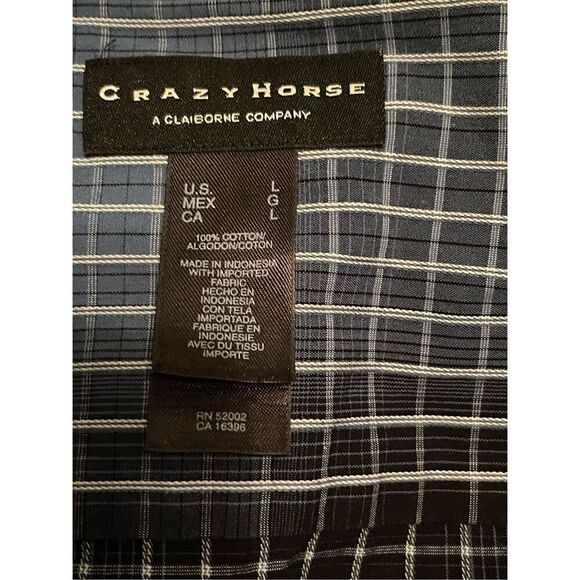 CRAZY HORSE
A CLAIBORNE COMPANY
U.S. L
MEX G
CA L
100% COTTON/
ALGODON/COTON
MADE IN INDONESIA
WITH IMPORTED
FABRIC
HECHO EN
INDONESIA
CON TELA
IMPORTADA
FABRIQUE EN
INDONESIE
AVEC DU TISSU
IMPORTE
RN 52002
CA 16396